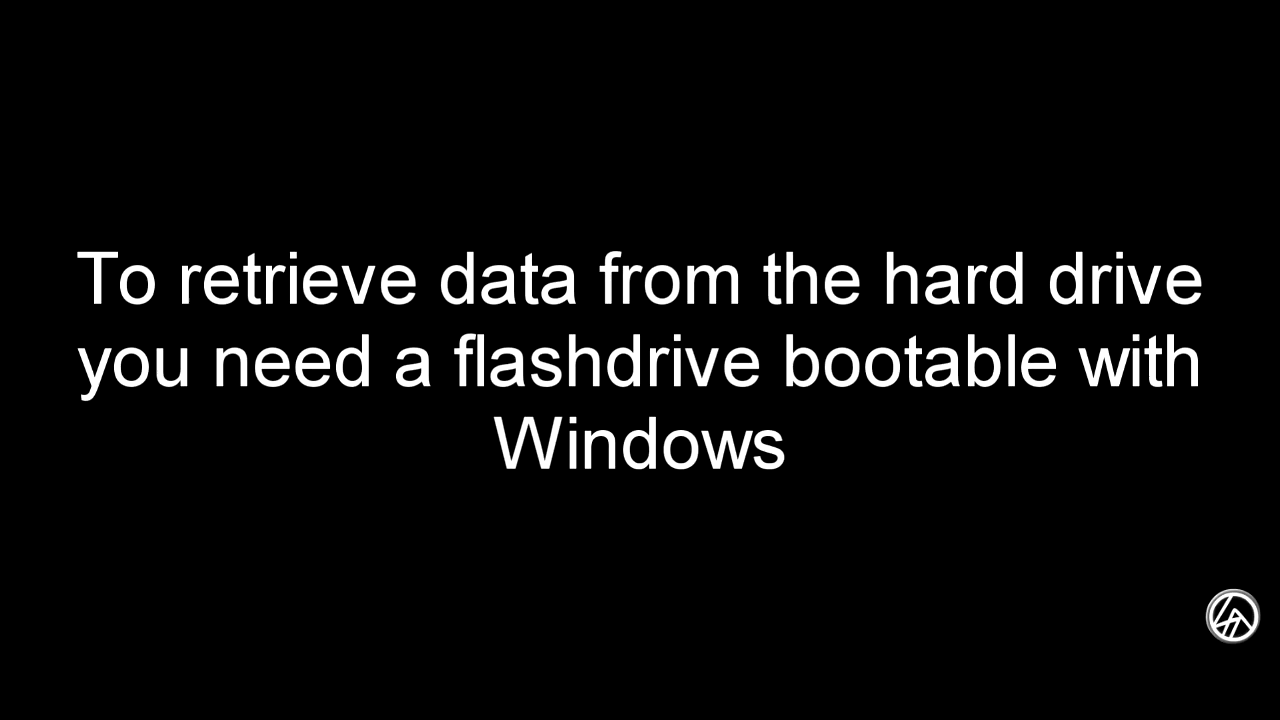 To retrieve data from the hard drive
you need a flashdrive bootable with
Windows